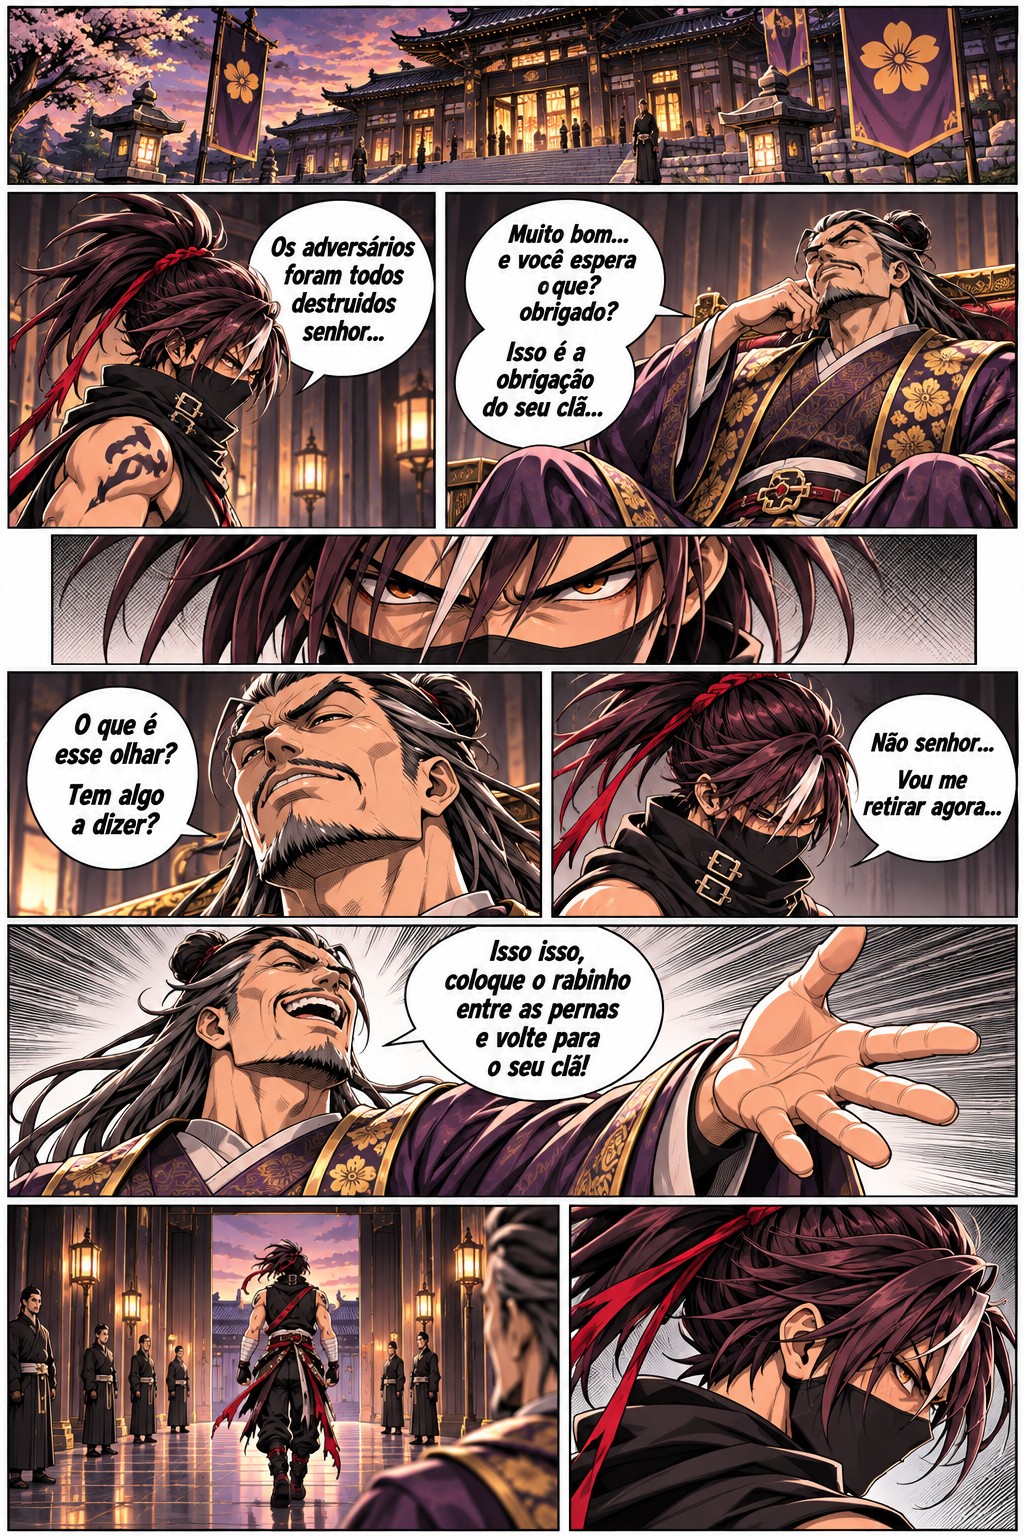 Os adversários
foram todos
destruidos
senhor...
Muito bom...
e você espera
o que?
obrigado?
Isso é a
obrigação
do seu clã...
O que é
esse olhar?
Tem algo
a dizer?
Não senhor...
Vou me
retirar agora...
Isso isso,
coloque o rabinho
entre as pernas
e volte para
o seu clã!